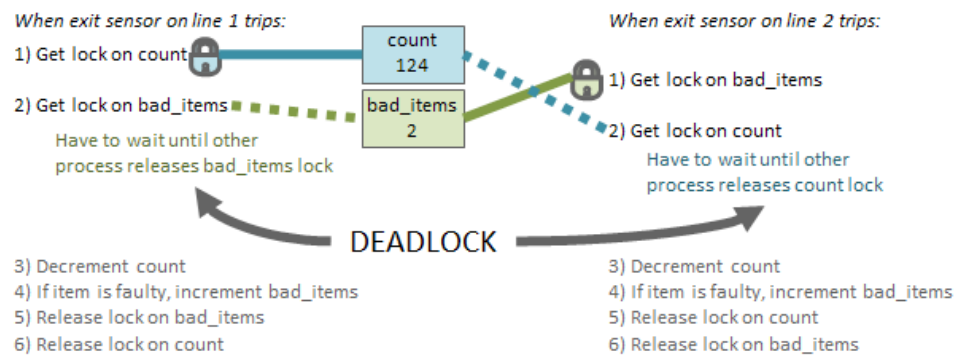 When exit sensor on line 1 trips:
1) Get lock on count
2) Get lock on bad_items
Have to wait until other
process releases bad_items lock
count
124
bad_items
2
When exit sensor on line 2 trips:
1) Get lock on bad_items
2) Get lock on count
Have to wait until other
process releases count lock
DEADLOCK
3) Decrement count
4) If item is faulty, increment bad_items
5) Release lock on bad_items
6) Release lock on count
3) Decrement count
4) If item is faulty, increment bad_items
5) Release lock on count
6) Release lock on bad_items